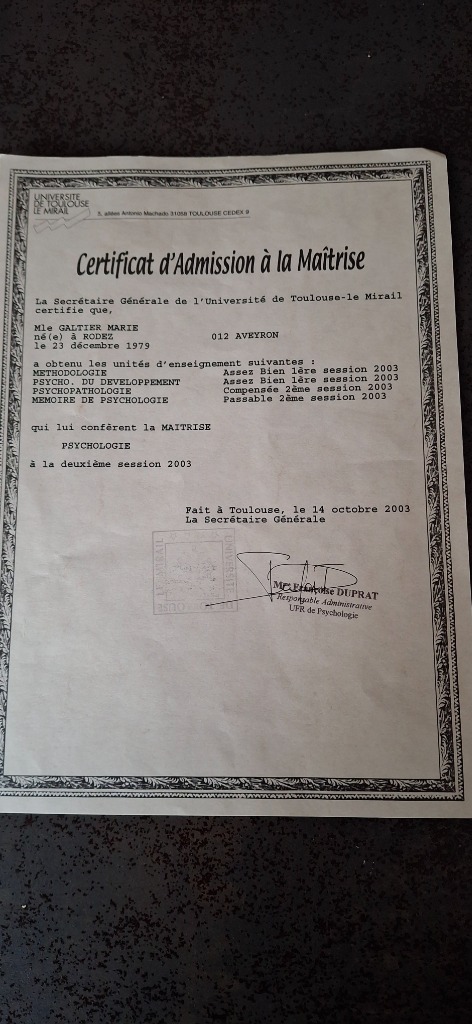 UNIVERSITE
DE TOULOUSE
LE MIRAIL
5, allées Antonio Machado 31058 TOULOUSE CEDEX 9
Certificat d'Admission à la Maîtrise
La Secrétaire Générale de l'Université de Toulouse-le Mirail
certifie que,
Mle GALTIER MARIE
né(e) à RODEZ 012 AVEYRON
le 23 décembre 1979
a obtenu les unités d'enseignement suivantes :
METHODOLOGIE Assez Bien 1ère session 2003
PSYCHO. DU DEVELOPPEMENT Assez Bien 1ère session 2003
PSYCHOPATHOLOGIE Compensée 2ème session 2003
MEMOIRE DE PSYCHOLOGIE Passable 2ème session 2003
qui lui confèrent la MAITRISE
PSYCHOLOGIE
à la deuxième session 2003
Fait à Toulouse, le 14 octobre 2003
La Secrétaire Générale
UNIVERSITE
LE MIRAIL
Mme Françoise DUPRAT
Responsable Administrative
UFR de Psychologie